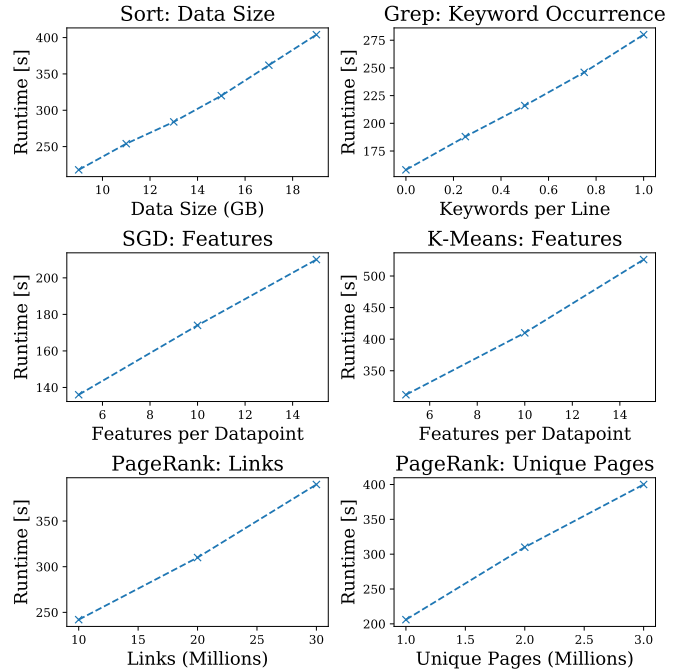 Sort: Data Size
Runtime [s]
400
350
300
250
10 12 14 16 18
Data Size (GB)
Grep: Keyword Occurrence
Runtime [s]
275
250
225
200
175
0.0 0.2 0.4 0.6 0.8 1.0
Keywords per Line
SGD: Features
Runtime [s]
200
180
160
140
6 8 10 12 14
Features per Datapoint
K-Means: Features
Runtime [s]
500
450
400
350
6 8 10 12 14
Features per Datapoint
PageRank: Links
Runtime [s]
350
300
250
10 15 20 25 30
Links (Millions)
PageRank: Unique Pages
Runtime [s]
400
350
300
250
200
1.0 1.5 2.0 2.5 3.0
Unique Pages (Millions)